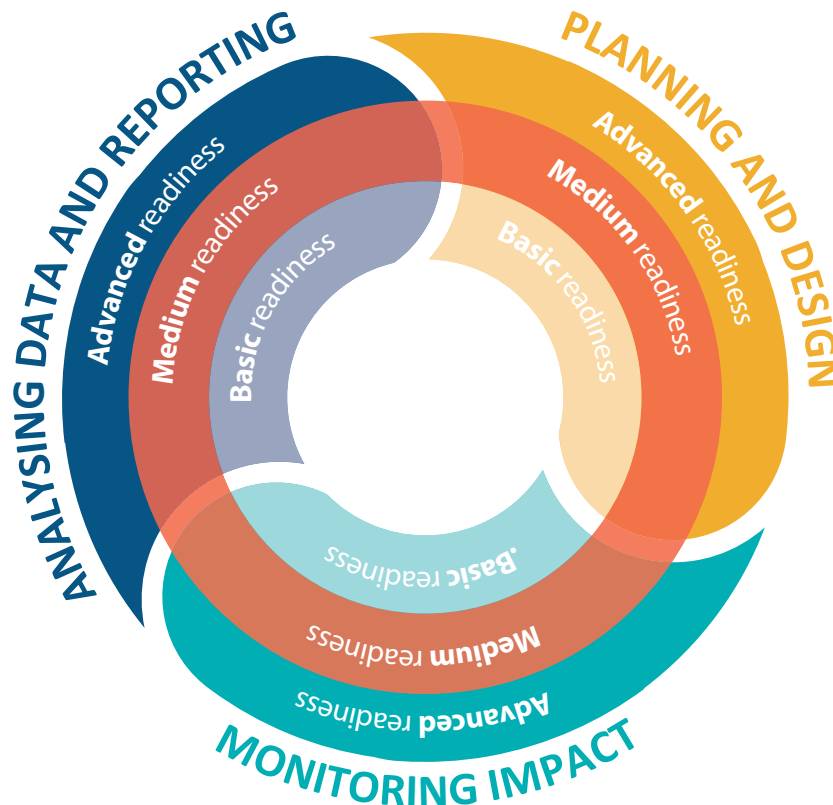 ANALYSING DATA AND REPORTING
Advanced readiness
Medium readiness
Basic readiness
PLANNING AND DESIGN
Advanced readiness
Medium readiness
Basic readiness
.Basic readiness
Medium readiness
Advanced readiness
MONITORING IMPACT